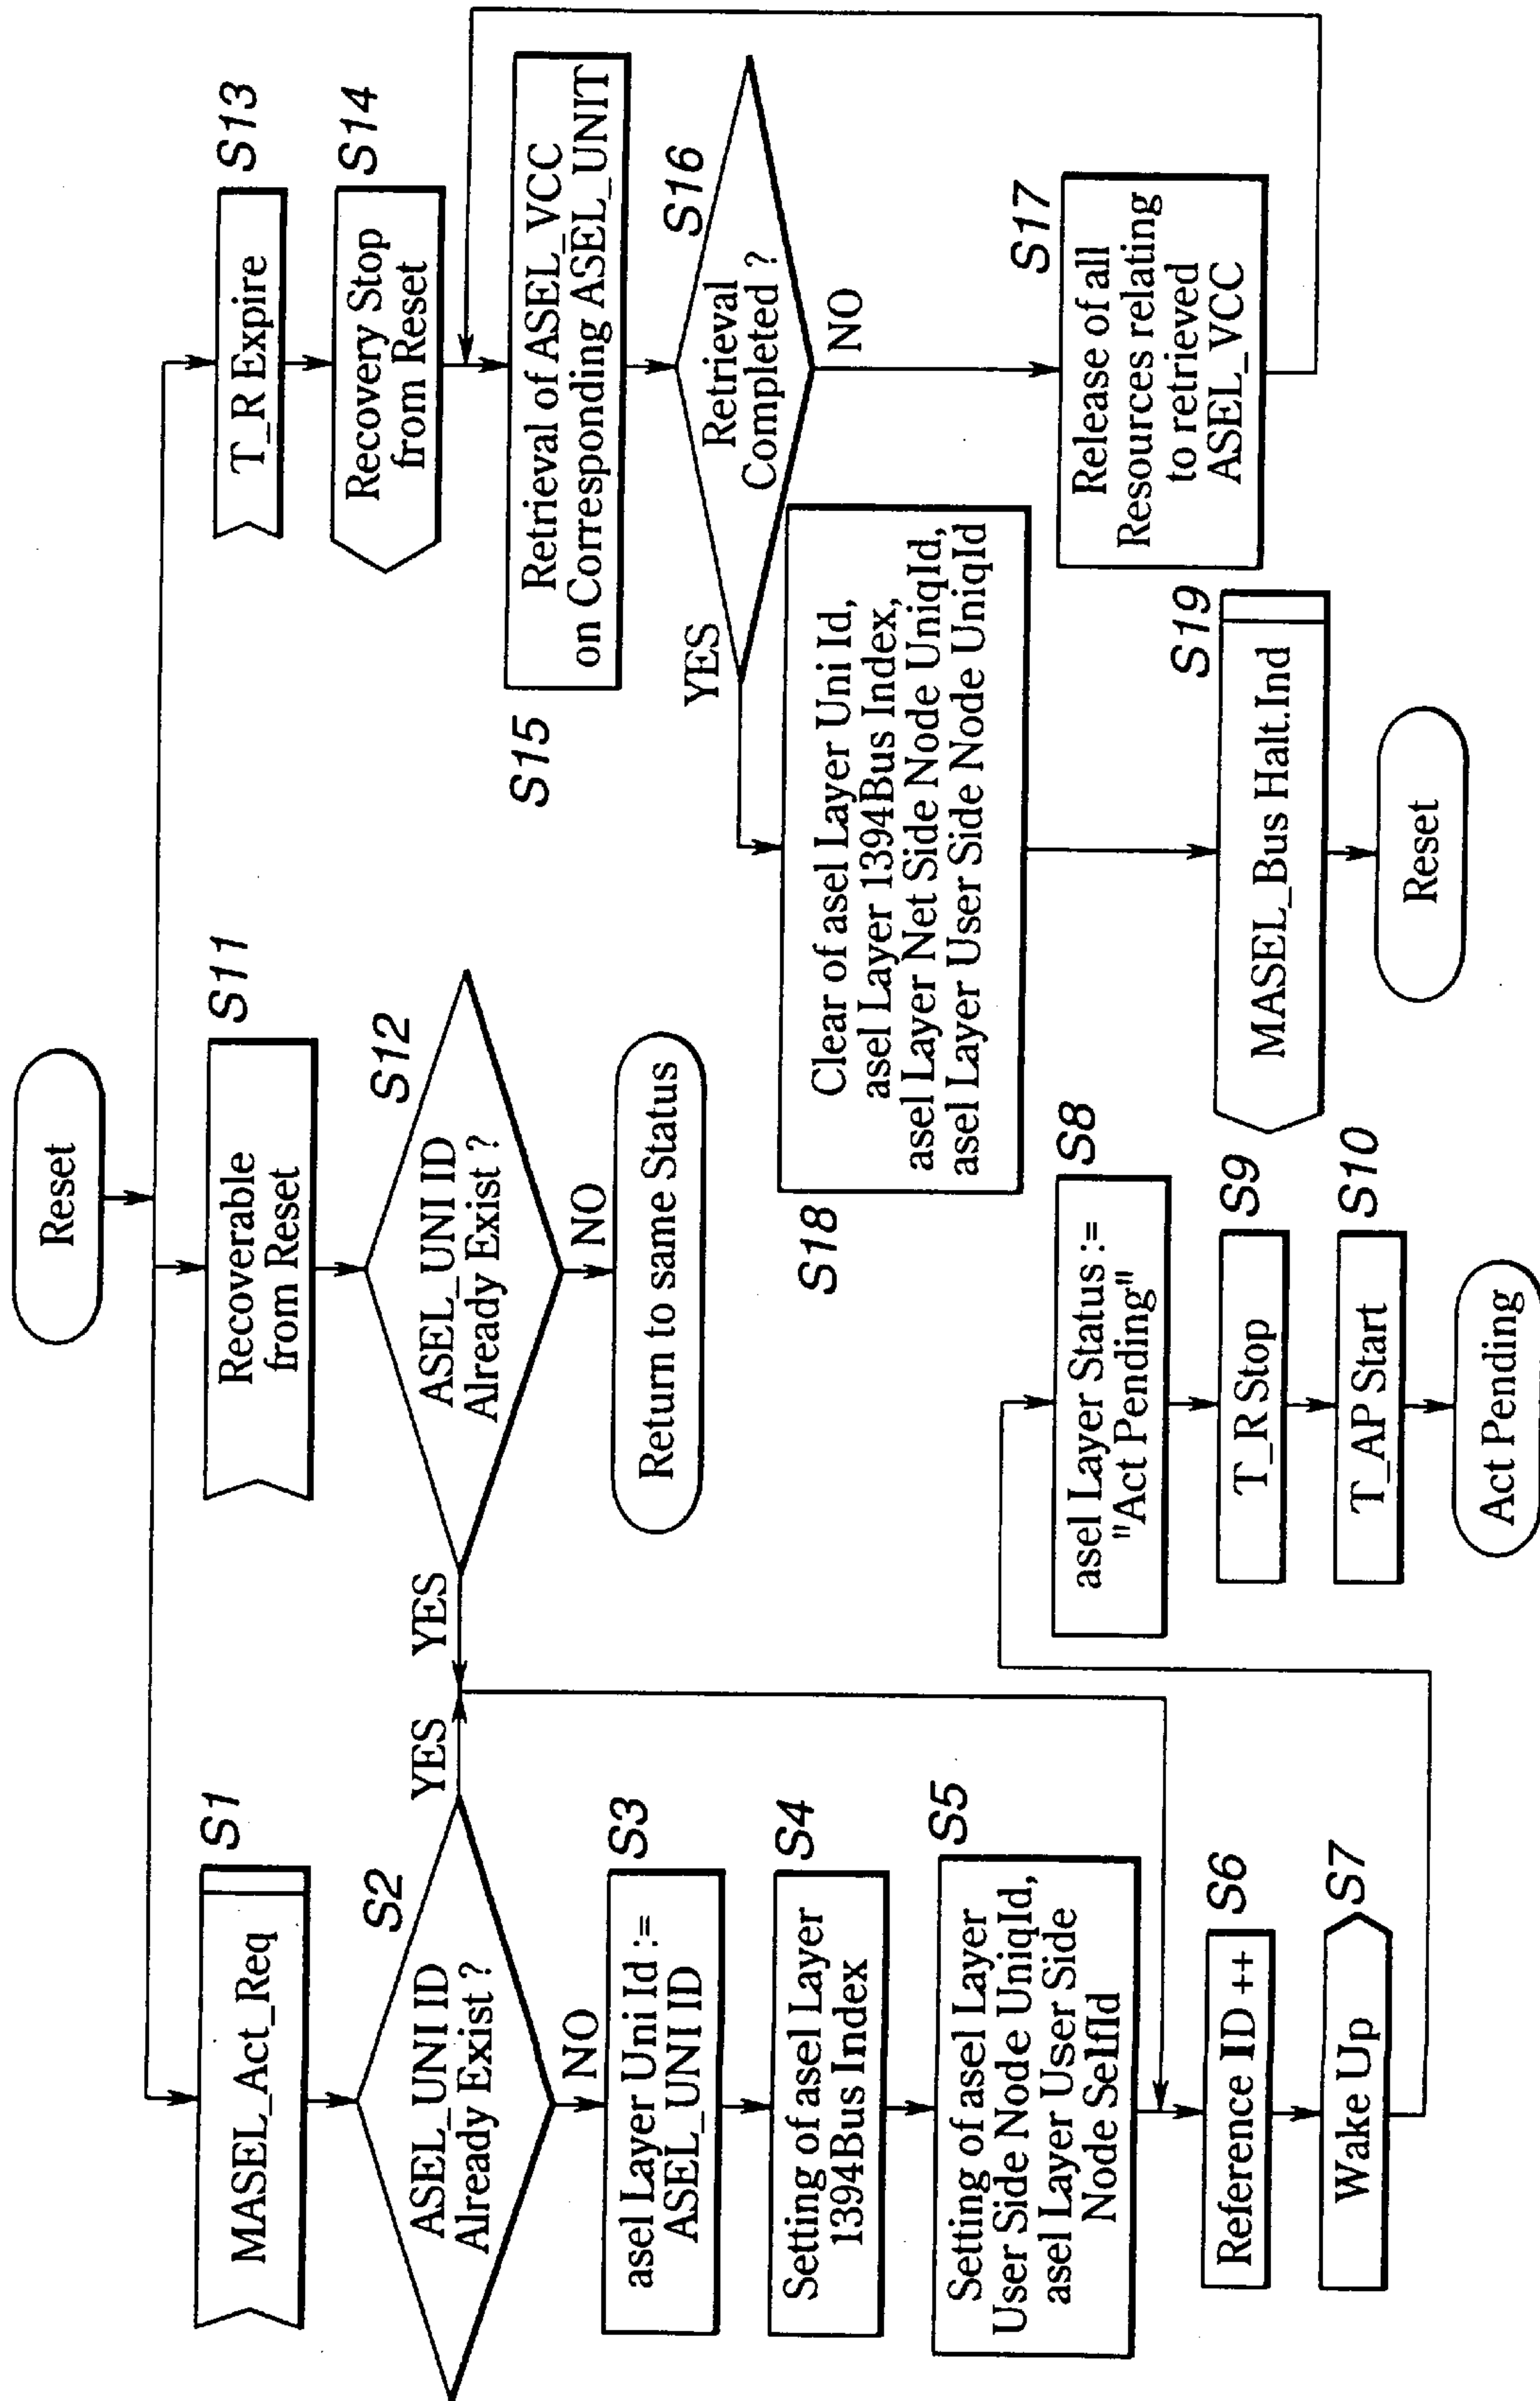 Reset
MASEL_Act_Req
S1
ASEL_UNI ID
Already Exist ?
S2
YES
NO
asel Layer Uni Id :=
ASEL_UNI ID
S3
Setting of asel Layer
1394Bus Index
S4
Setting of asel Layer
User Side Node UniqId,
asel Layer User Side
Node SelfId
S5
Reference ID ++
S6
Wake Up
S7
Recoverable
from Reset
S11
ASEL_UNI ID
Already Exist ?
S12
YES
NO
Return to same Status
asel Layer Status :=
"Act Pending"
S8
T_R Stop
S9
T_AP Start
S10
Act Pending
T_R Expire
S13
Recovery Stop
from Reset
S14
S15
Retrieval of ASEL_VCC
on Corresponding ASEL_UNIT
Retrieval
Completed ?
S16
YES
NO
S17
Release of all
Resources relating
to retrieved
ASEL_VCC
S18
Clear of asel Layer Uni Id,
asel Layer 1394Bus Index,
asel Layer Net Side Node UniqId,
asel Layer User Side Node UniqId
S19
MASEL_Bus Halt.Ind
Reset